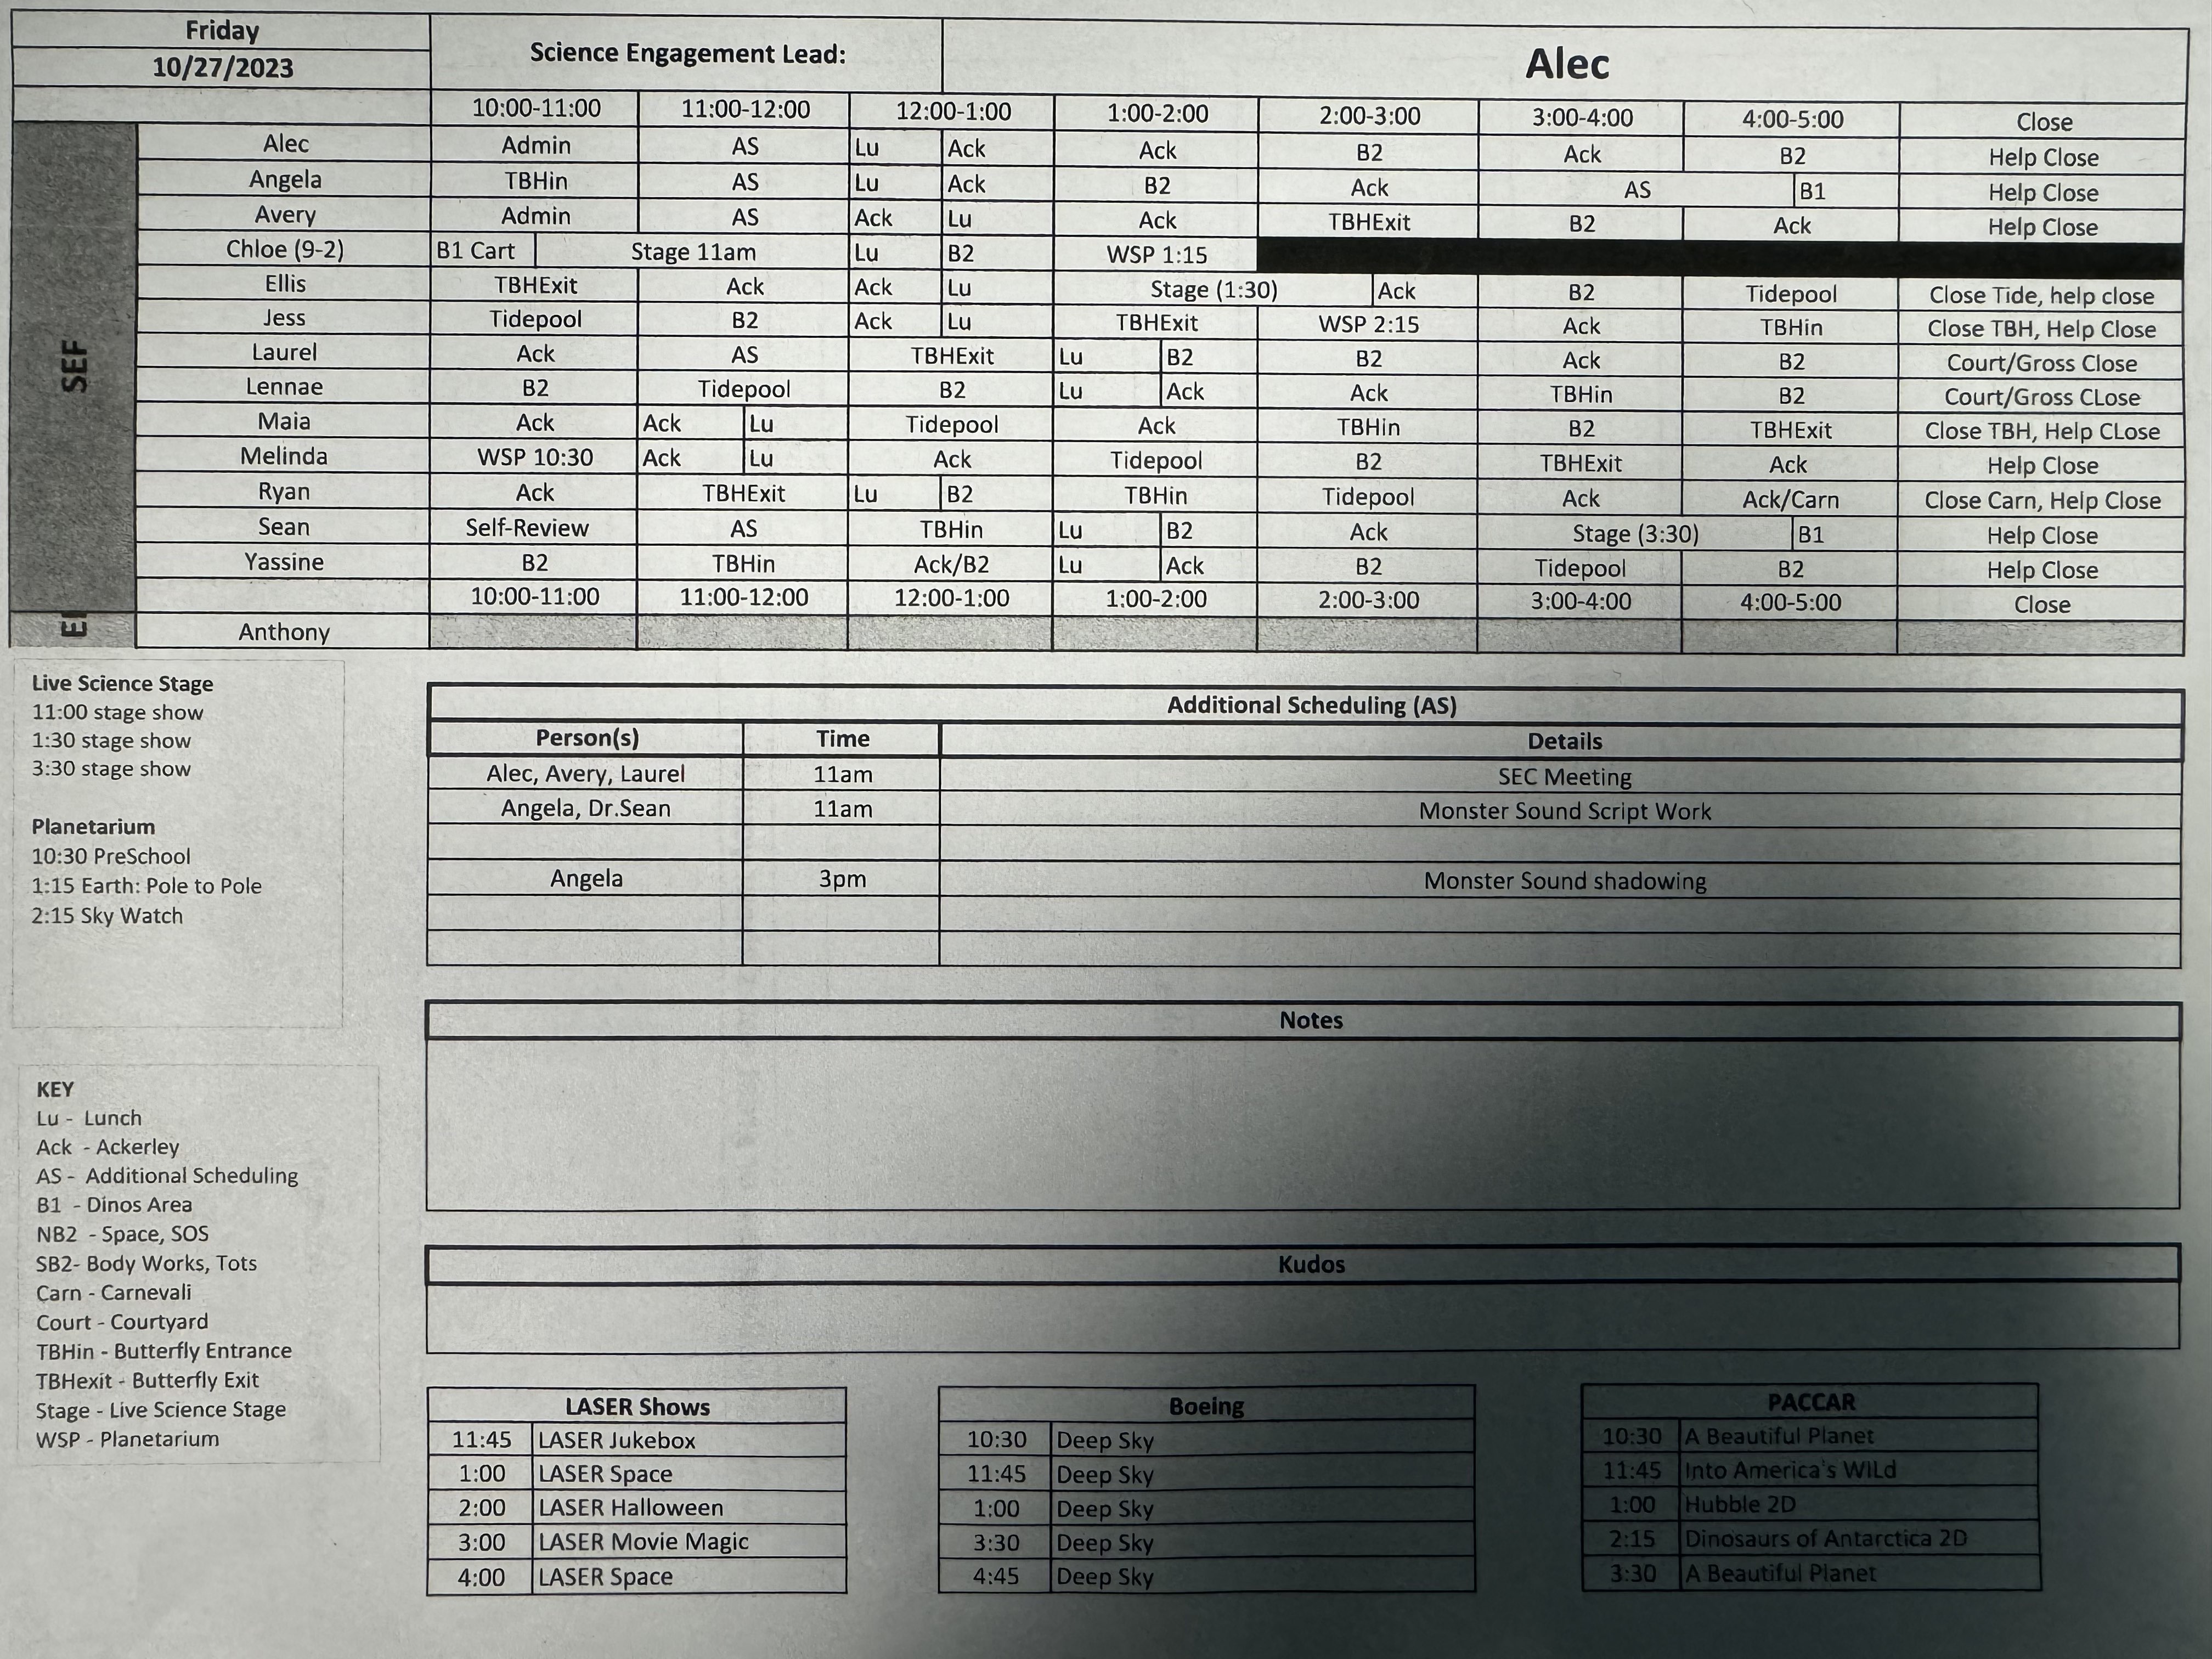 Friday
10/27/2023
Science Engagement Lead:
Alec
10:00-11:00 11:00-12:00 12:00-1:00 1:00-2:00 2:00-3:00 3:00-4:00 4:00-5:00 Close
SEF
Alec Admin AS Lu Ack Ack B2 Ack B2 Help Close
Angela TBHin AS Lu Ack B2 Ack AS B1 Help Close
Avery Admin AS Ack Lu Ack TBHExit B2 Ack Help Close
Chloe (9-2) B1 Cart Stage 11am Lu B2 WSP 1:15
Ellis TBHExit Ack Ack Lu Stage (1:30) Ack B2 Tidepool Close Tide, help close
Jess Tidepool B2 Ack Lu TBHExit WSP 2:15 Ack TBHin Close TBH, Help Close
Laurel Ack AS TBHExit Lu B2 B2 Ack B2 Court/Gross Close
Lennae B2 Tidepool B2 Lu Ack Ack TBHin B2 Court/Gross CLose
Maia Ack Ack Lu Tidepool Ack TBHin B2 TBHExit Close TBH, Help CLose
Melinda WSP 10:30 Ack Lu Ack Tidepool B2 TBHExit Ack Help Close
Ryan Ack TBHExit Lu B2 TBHin Tidepool Ack Ack/Carn Close Carn, Help Close
Sean Self-Review AS TBHin Lu B2 Ack Stage (3:30) B1 Help Close
Yassine B2 TBHin Ack/B2 Lu Ack B2 Tidepool B2 Help Close
10:00-11:00 11:00-12:00 12:00-1:00 1:00-2:00 2:00-3:00 3:00-4:00 4:00-5:00 Close
Anthony
Live Science Stage
11:00 stage show
1:30 stage show
3:30 stage show
Planetarium
10:30 PreSchool
1:15 Earth: Pole to Pole
2:15 Sky Watch
KEY
Lu - Lunch
Ack - Ackerley
AS - Additional Scheduling
B1 - Dinos Area
NB2 - Space, SOS
SB2- Body Works, Tots
Carn - Carnevali
Court - Courtyard
TBHin - Butterfly Entrance
TBHexit - Butterfly Exit
Stage - Live Science Stage
WSP - Planetarium
Additional Scheduling (AS)
Person(s) Time Details
Alec, Avery, Laurel 11am SEC Meeting
Angela, Dr.Sean 11am Monster Sound Script Work
Angela 3pm Monster Sound shadowing
Notes
Kudos
LASER Shows
11:45 LASER Jukebox
1:00 LASER Space
2:00 LASER Halloween
3:00 LASER Movie Magic
4:00 LASER Space
Boeing
10:30 Deep Sky
11:45 Deep Sky
1:00 Deep Sky
3:30 Deep Sky
4:45 Deep Sky
PACCAR
10:30 A Beautiful Planet
11:45 Into America's WILd
1:00 Hubble 2D
2:15 Dinosaurs of Antarctica 2D
3:30 A Beautiful Planet